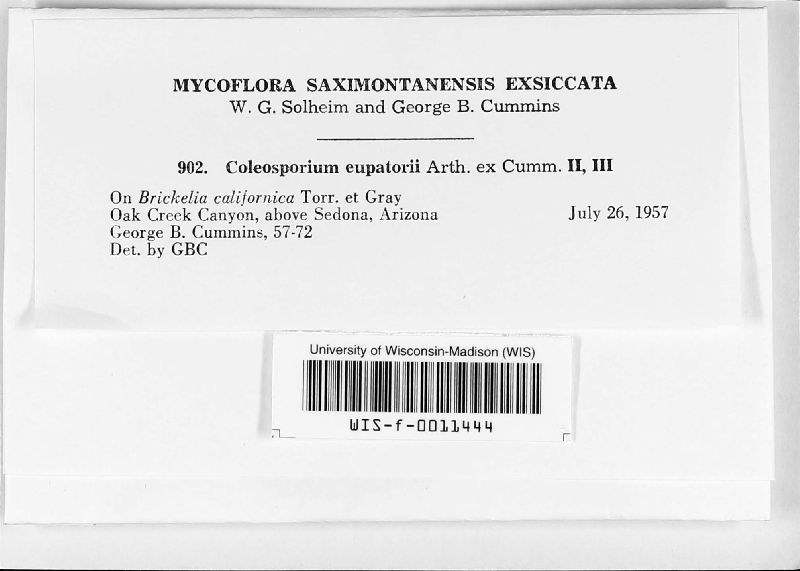 MYCOFLORA SAXIMONTANENSIS EXSICCATA
W. G. Solheim and George B. Cummins
902. Coleosporium eupatorii Arth. ex Cumm. II, III
On Brickelia californica Torr. et Gray
Oak Creek Canyon, above Sedona, Arizona July 26, 1957
George B. Cummins, 57-72
Det. by GBC
University of Wisconsin-Madison (WIS)
WIS-f-0011444